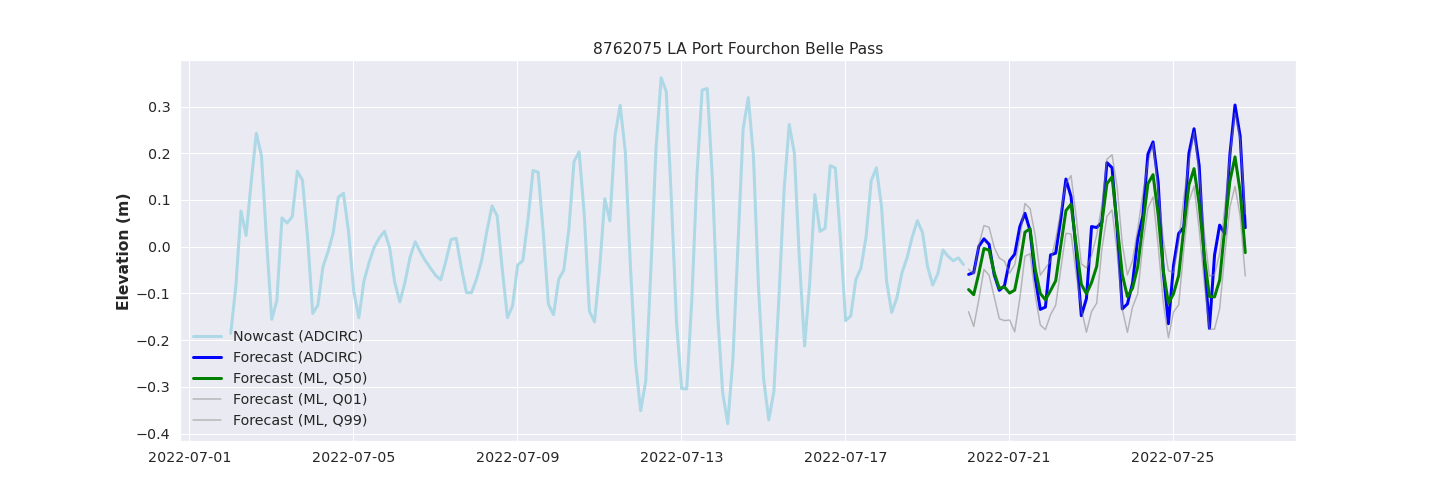 8762075 LA Port Fourchon Belle Pass
Elevation (m)
0.3
0.2
0.1
0.0
−0.1
−0.2
−0.3
−0.4
Nowcast (ADCIRC)
Forecast (ADCIRC)
Forecast (ML, Q50)
Forecast (ML, Q01)
Forecast (ML, Q99)
2022-07-01 2022-07-05 2022-07-09 2022-07-13 2022-07-17 2022-07-21 2022-07-25